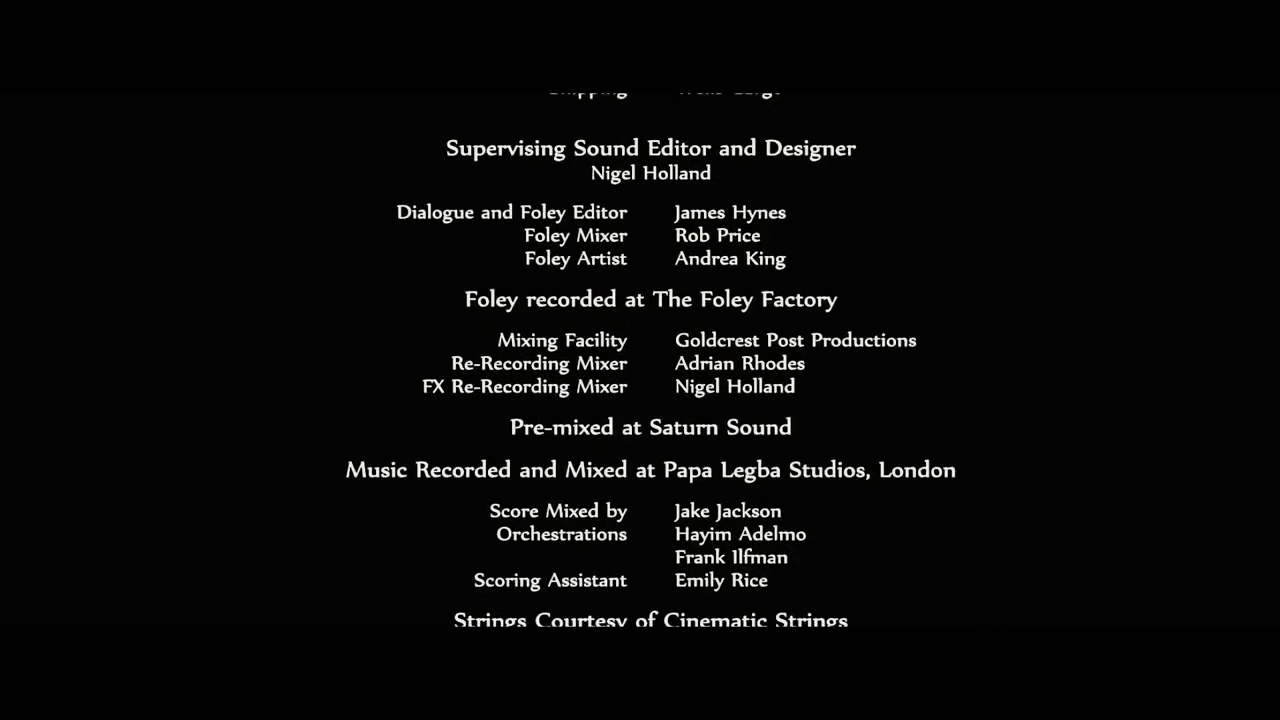 Supervising Sound Editor and Designer
Nigel Holland
Dialogue and Foley Editor James Hynes
Foley Mixer Rob Price
Foley Artist Andrea King
Foley recorded at The Foley Factory
Mixing Facility Goldcrest Post Productions
Re-Recording Mixer Adrian Rhodes
FX Re-Recording Mixer Nigel Holland
Pre-mixed at Saturn Sound
Music Recorded and Mixed at Papa Legba Studios, London
Score Mixed by Jake Jackson
Orchestrations Hayim Adelmo
Frank Ilfman
Scoring Assistant Emily Rice
Strings Courtesy of Cinematic Strings